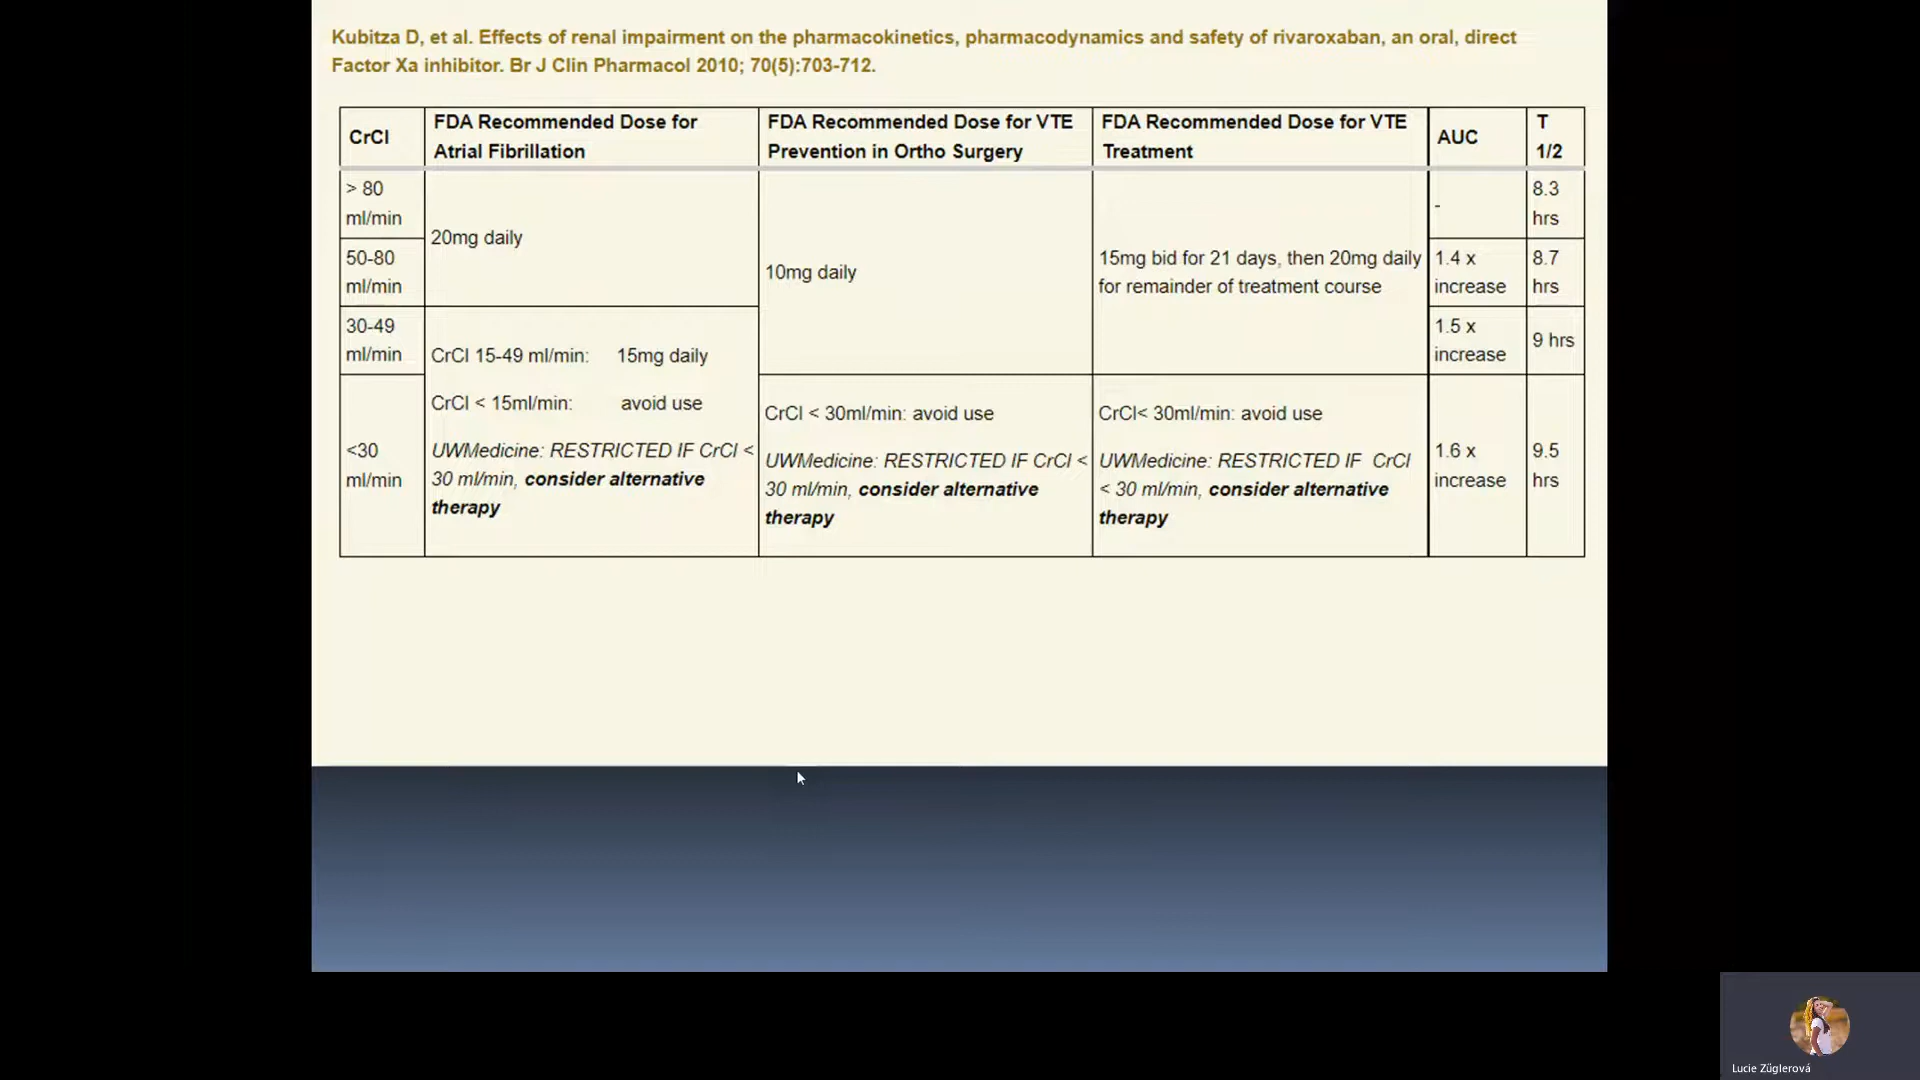 Kubitza D, et al. Effects of renal impairment on the pharmacokinetics, pharmacodynamics and safety of rivaroxaban, an oral, direct
Factor Xa inhibitor. Br J Clin Pharmacol 2010; 70(5):703-712.
CrCl
FDA Recommended Dose for
Atrial Fibrillation
FDA Recommended Dose for VTE
Prevention in Ortho Surgery
FDA Recommended Dose for VTE
Treatment
AUC
T
1/2
> 80
ml/min
20mg daily
10mg daily
15mg bid for 21 days, then 20mg daily
for remainder of treatment course
-
8.3
hrs
50-80
ml/min
1.4 x
increase
8.7
hrs
30-49
ml/min
CrCl 15-49 ml/min: 15mg daily
CrCl < 15ml/min: avoid use
UWMedicine: RESTRICTED IF CrCl <
30 ml/min, consider alternative
therapy
1.5 x
increase
9 hrs
<30
ml/min
CrCl < 30ml/min: avoid use
UWMedicine: RESTRICTED IF CrCl <
30 ml/min, consider alternative
therapy
CrCl< 30ml/min: avoid use
UWMedicine: RESTRICTED IF CrCl
< 30 ml/min, consider alternative
therapy
1.6 x
increase
9.5
hrs
Lucie Zűglerová